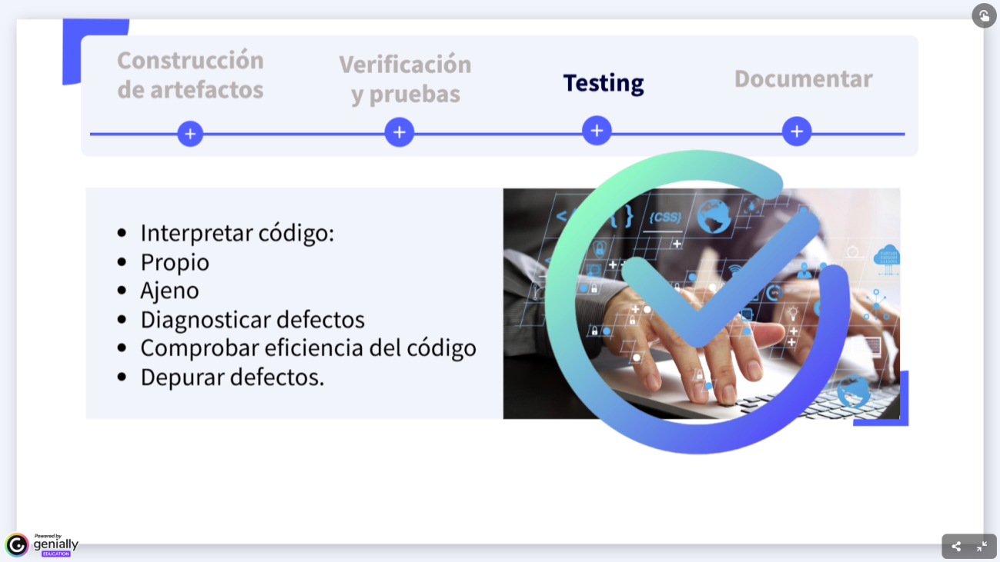 Construcción
de artefactos
Verificación
y pruebas
Testing
Documentar
• Interpretar código:
• Propio
• Ajeno
• Diagnosticar defectos
• Comprobar eficiencia del código
• Depurar defectos.
{CSS}
Powered by
genially
EDUCATION